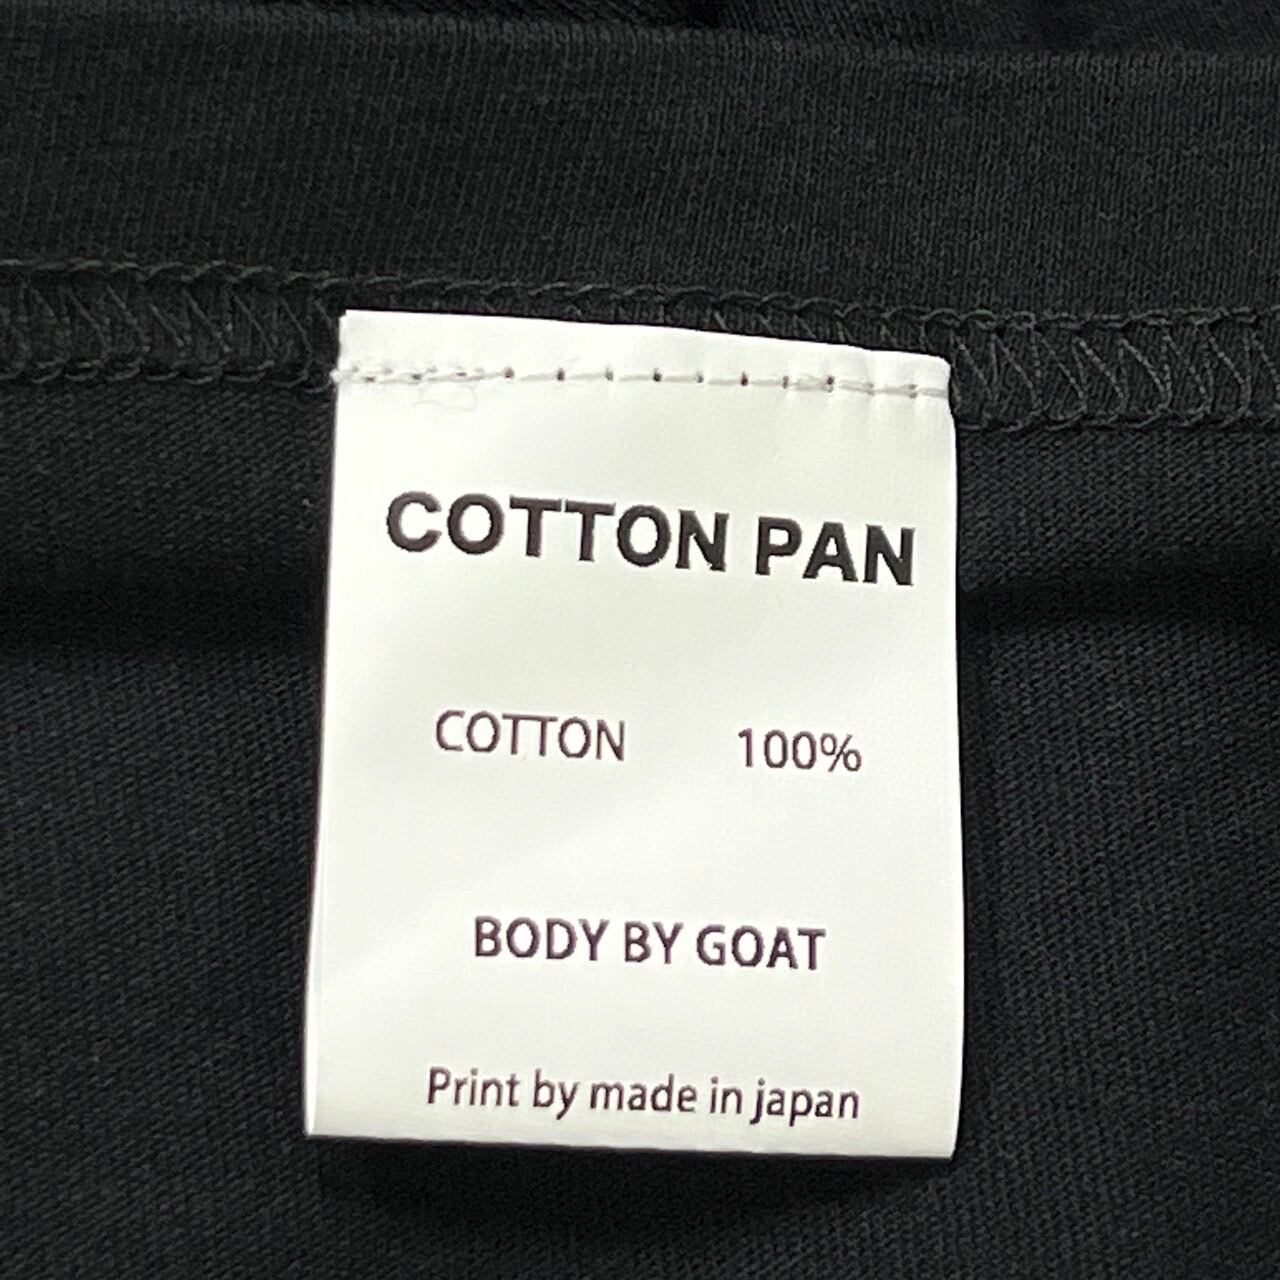 COTTON PAN
COTTON 100%
BODY BY GOAT
Print by made in japan